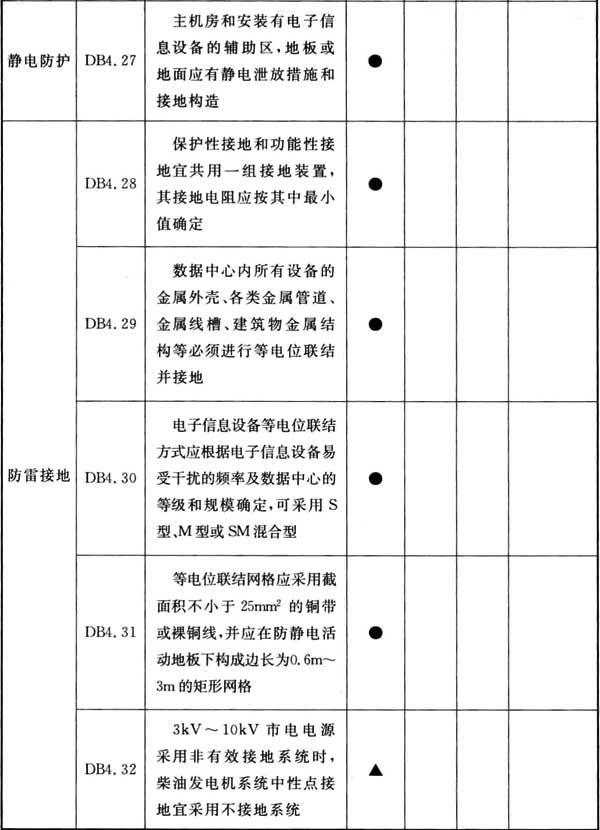 静电防护
DB4.27
主机房和安装有电子信
息设备的辅助区,地板或
地面应有静电泄放措施和
接地构造
●
防雷接地
DB4.28
保护性接地和功能性接
地宜共用一组接地装置,
其接地电阻应按其中最小
值确定
●
DB4.29
数据中心内所有设备的
金属外壳、各类金属管道、
金属线槽、建筑物金属结
构等必须进行等电位联结
并接地
●
DB4.30
电子信息设备等电位联结
方式应根据电子信息设备易
受干扰的频率及数据中心的
等级和规模确定,可采用 S
型、M 型或 SM 混合型
●
DB4.31
等电位联结网格应采用截
面积不小于 25mm² 的铜带
或裸铜线,并应在防静电活
动地板下构成边长为0.6m~
3m 的矩形网格
●
DB4.32
3kV~10kV 市电电源
采用非有效接地系统时,
柴油发电机系统中性点接
地宜采用不接地系统
▲